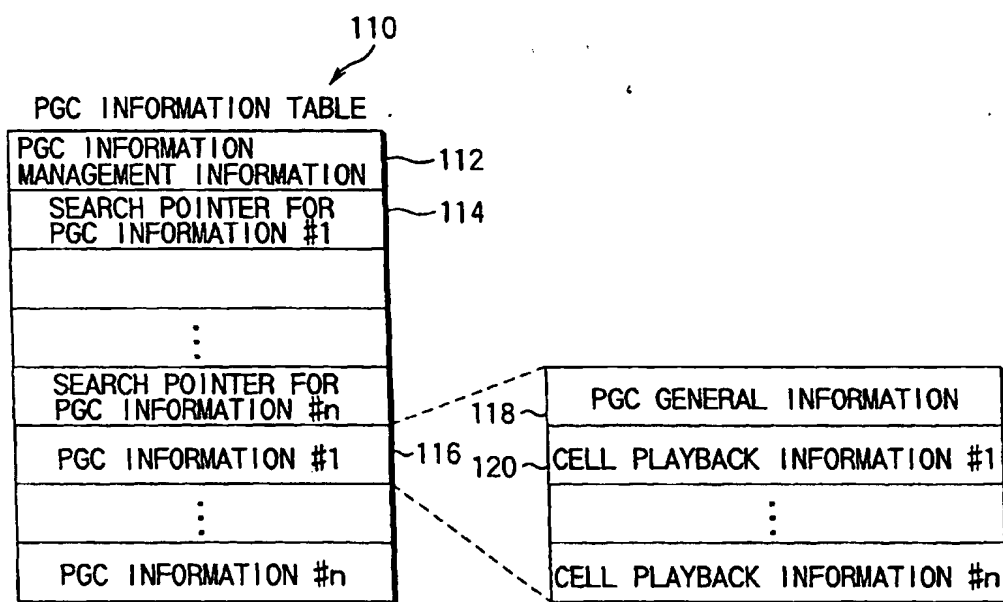 110
PGC INFORMATION TABLE
PGC INFORMATION
MANAGEMENT INFORMATION
112
SEARCH POINTER FOR
PGC INFORMATION #1
114
⋮
SEARCH POINTER FOR
PGC INFORMATION #n
PGC INFORMATION #1
116
⋮
PGC INFORMATION #n
PGC GENERAL INFORMATION
118
CELL PLAYBACK INFORMATION #1
120
⋮
CELL PLAYBACK INFORMATION #n